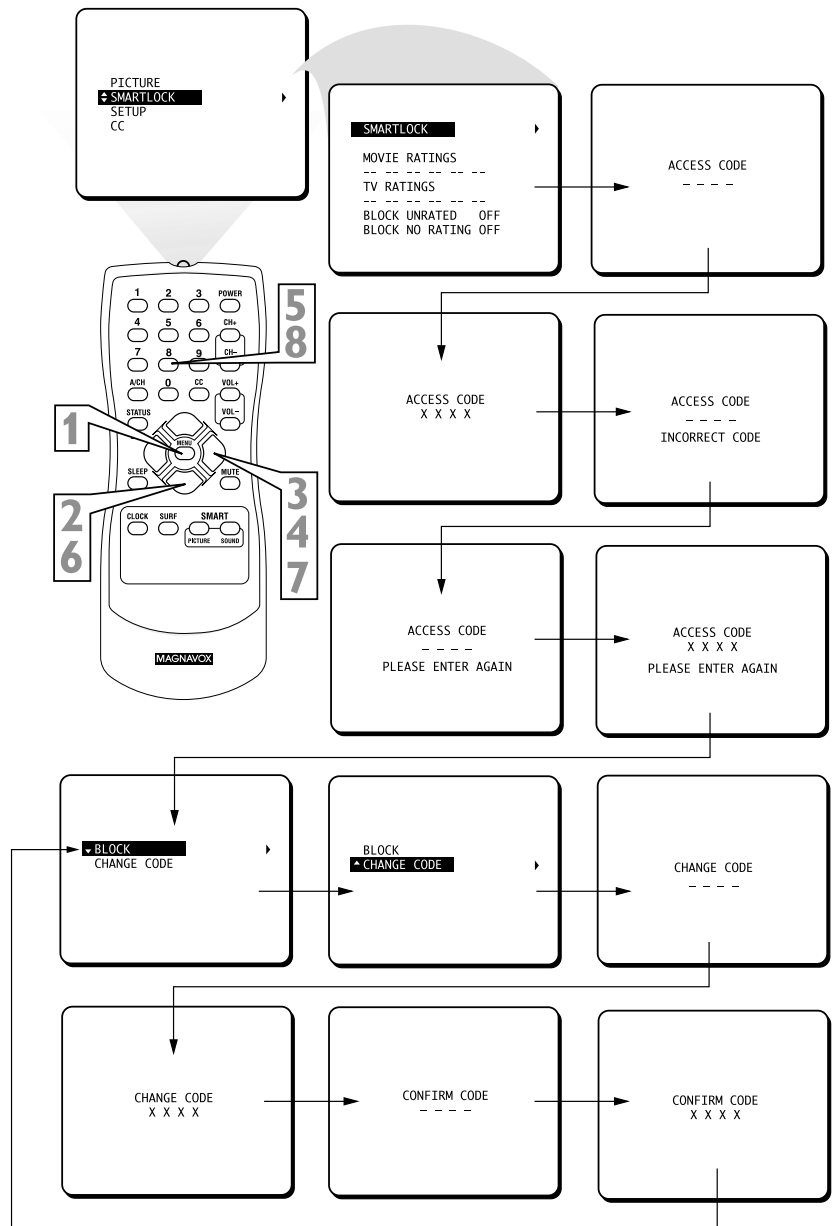 PICTURE
SMARTLOCK
SETUP
CC
SMARTLOCK
MOVIE RATINGS
-- -- -- -- -- --
TV RATINGS
-- -- -- -- -- --
BLOCK UNRATED OFF
BLOCK NO RATING OFF
ACCESS CODE
_ _ _ _
1 2 3 POWER
4 5 6 CH+
7 8 9 CH–
A/CH 0 CC VOL+
STATUS VOL–
MENU
SLEEP MUTE
CLOCK SURF SMART
PICTURE SOUND
MAGNAVOX
5
8
1
2
6
3
4
7
ACCESS CODE
X X X X
ACCESS CODE
_ _ _ _
INCORRECT CODE
ACCESS CODE
_ _ _ _
PLEASE ENTER AGAIN
ACCESS CODE
X X X X
PLEASE ENTER AGAIN
BLOCK
CHANGE CODE
BLOCK
CHANGE CODE
CHANGE CODE
_ _ _ _
CHANGE CODE
X X X X
CONFIRM CODE
_ _ _ _
CONFIRM CODE
X X X X